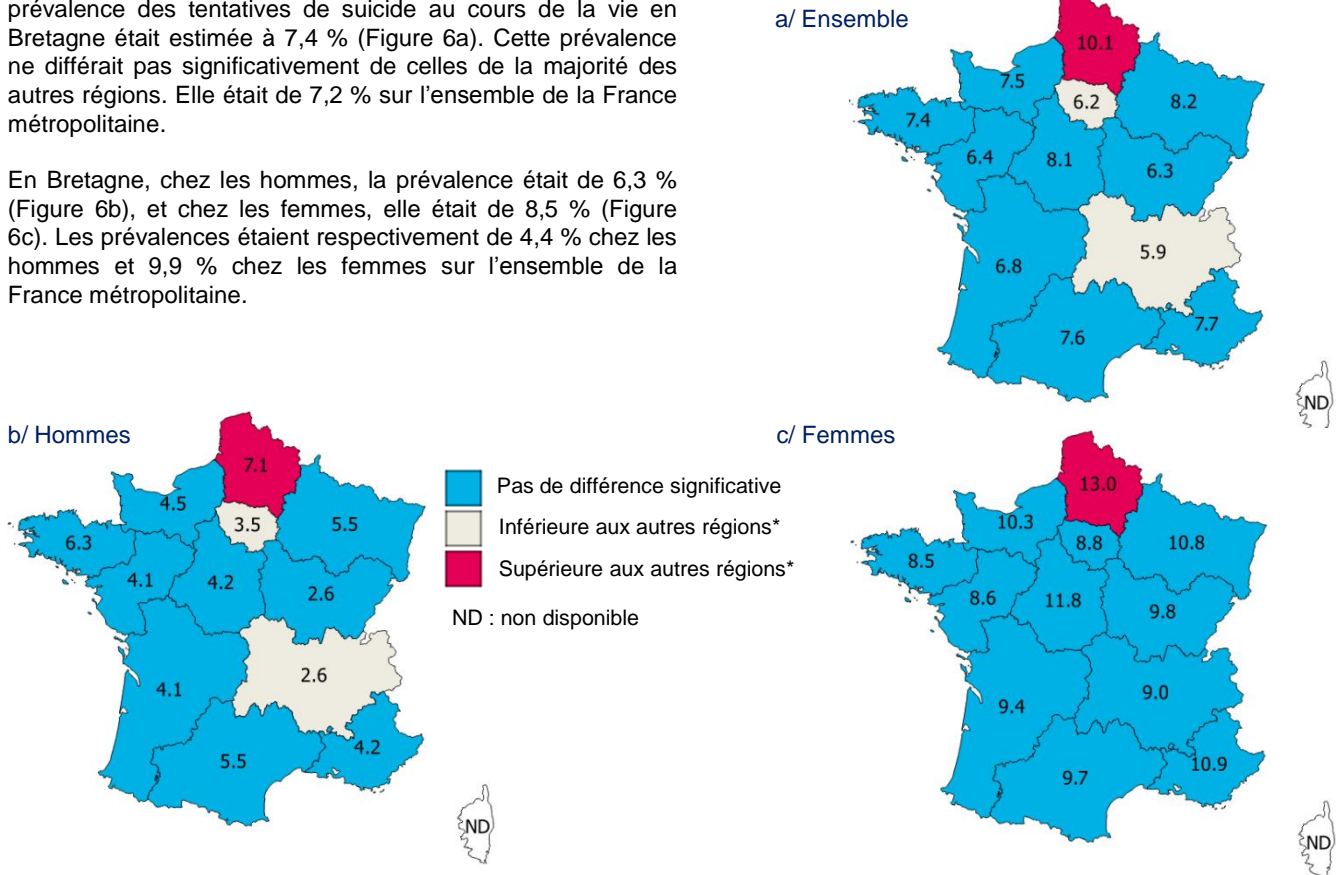 prévalence des tentatives de suicide au cours de la vie en
Bretagne était estimée à 7,4 % (Figure 6a). Cette prévalence
ne différait pas significativement de celles de la majorité des
autres régions. Elle était de 7,2 % sur l’ensemble de la France
métropolitaine.
En Bretagne, chez les hommes, la prévalence était de 6,3 %
(Figure 6b), et chez les femmes, elle était de 8,5 % (Figure
6c). Les prévalences étaient respectivement de 4,4 % chez les
hommes et 9,9 % chez les femmes sur l’ensemble de la
France métropolitaine.
a/ Ensemble
10.1
7.5
6.2
8.2
7.4
6.4
8.1
6.3
5.9
6.8
7.6
7.7
ND
b/ Hommes
7.1
4.5
3.5
5.5
6.3
4.1
4.2
2.6
2.6
4.1
5.5
4.2
ND
Pas de différence significative
Inférieure aux autres régions*
Supérieure aux autres régions*
ND : non disponible
c/ Femmes
13.0
10.3
8.8
10.8
8.5
8.6
11.8
9.8
9.0
9.4
9.7
10.9
ND